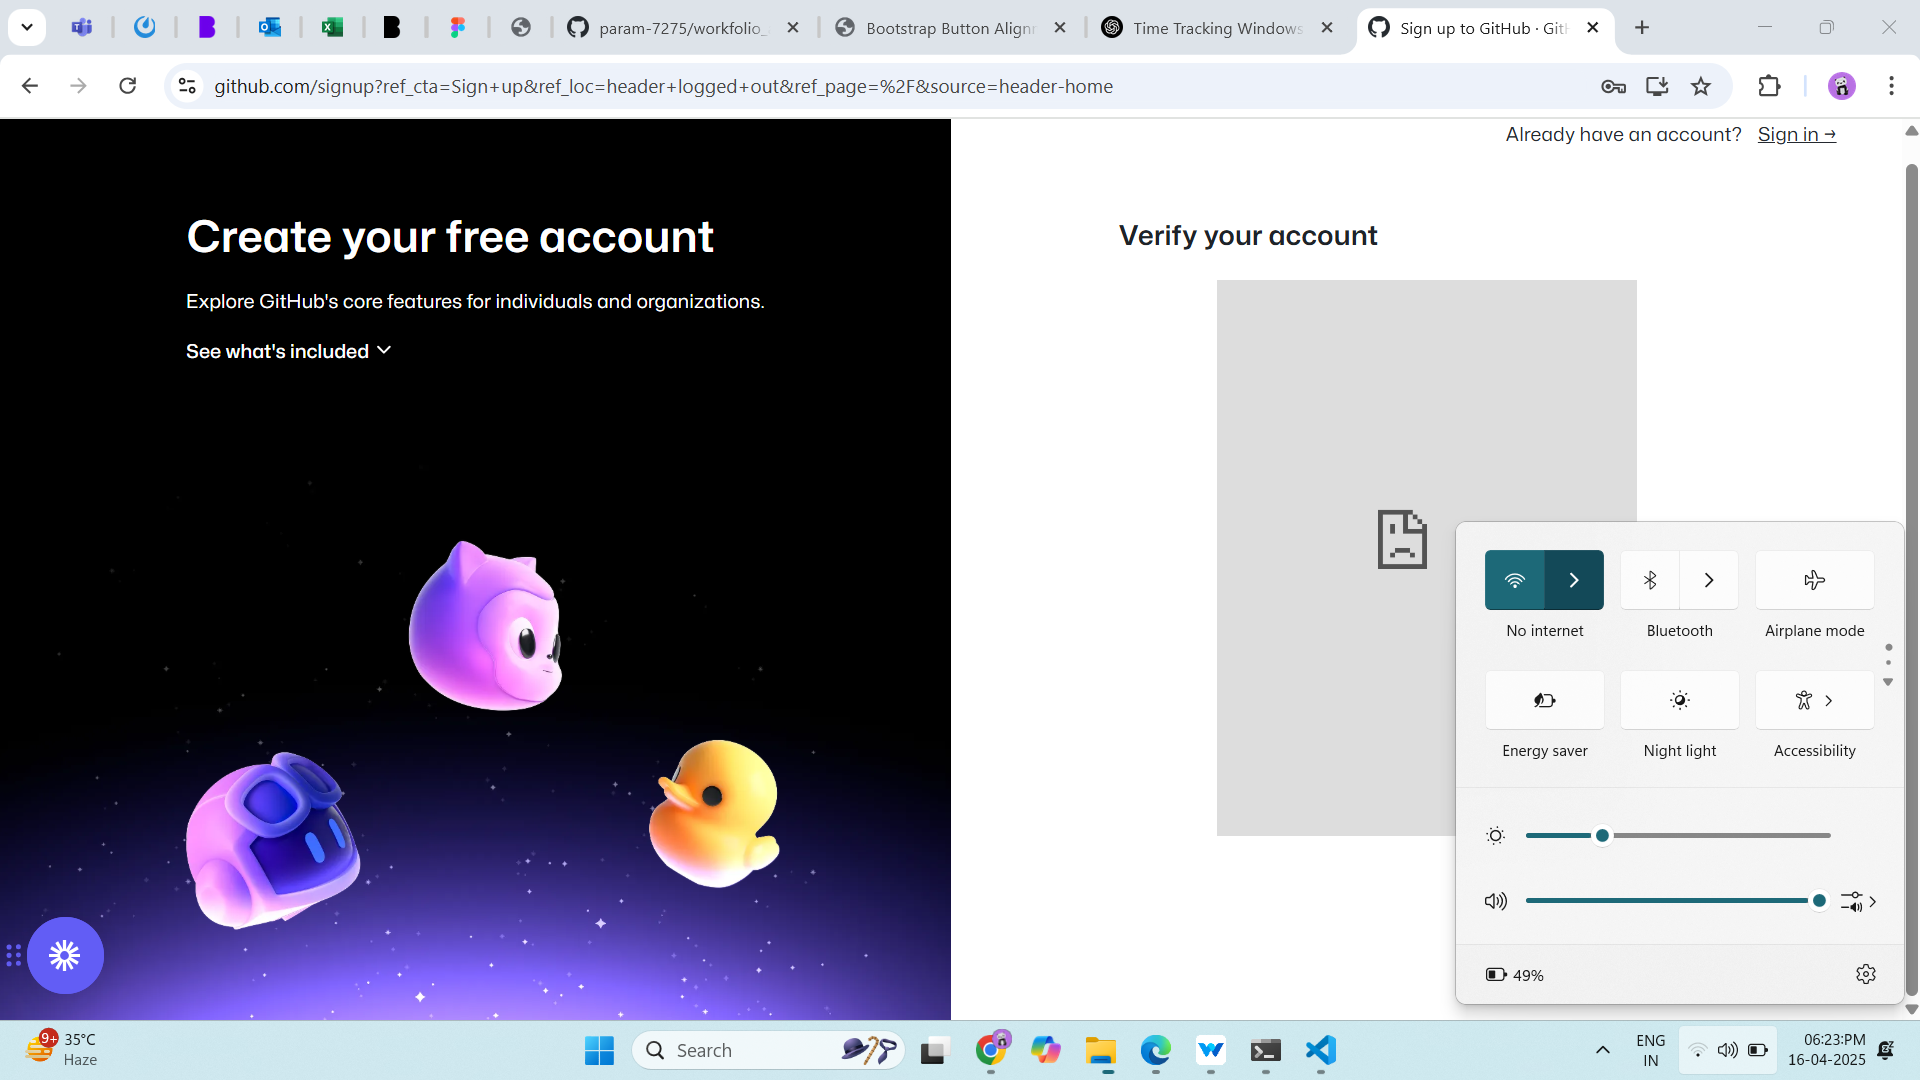 param-7275/workfolio_
Bootstrap Button Alignm
Time Tracking Windows
Sign up to GitHub · GitH
github.com/signup?ref_cta=Sign+up&ref_loc=header+logged+out&ref_page=%2F&source=header-home
Already have an account? Sign in →
Create your free account
Explore GitHub's core features for individuals and organizations.
See what's included
Verify your account
No internet
Bluetooth
Airplane mode
Energy saver
Night light
Accessibility
49%
9+
35°C
Haze
Search
ENG
IN
06:23:PM
16-04-2025